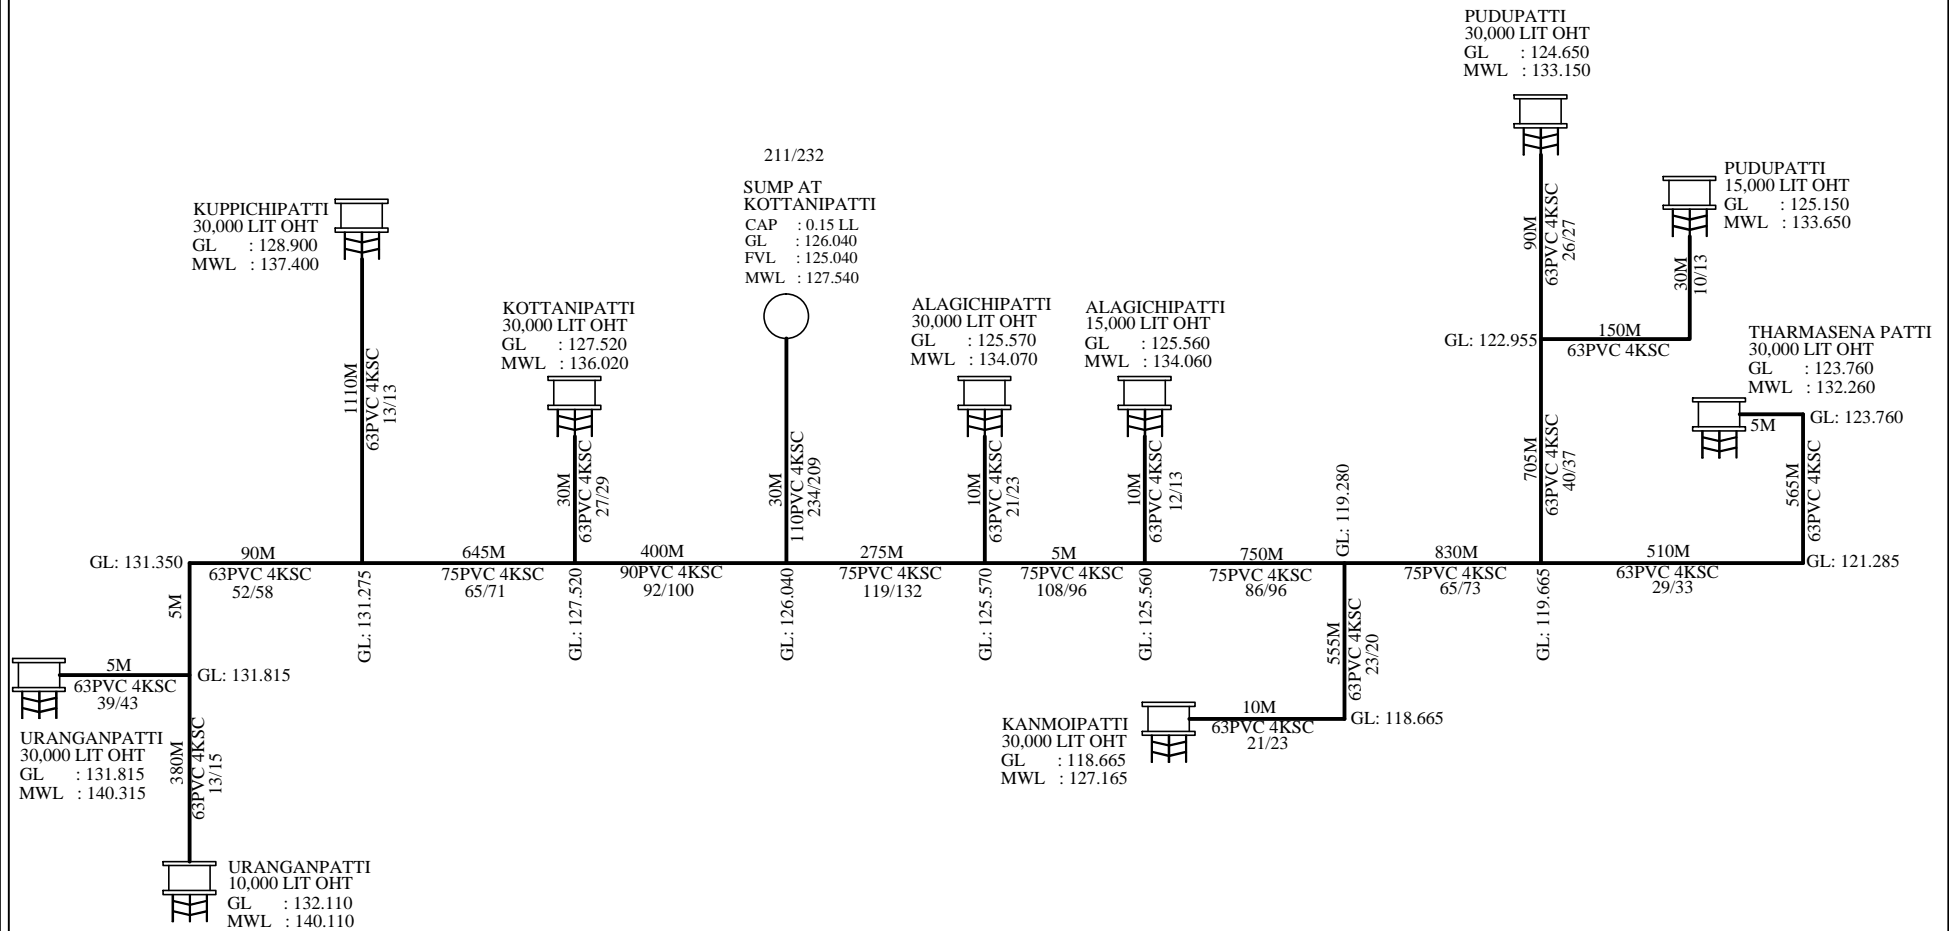 PUDUPATTI
30,000 LIT OHT
GL : 124.650
MWL : 133.150
211/232
SUMP AT
KOTTANIPATTI
CAP : 0.15 LL
GL : 126.040
FVL : 125.040
MWL : 127.540
PUDUPATTI
15,000 LIT OHT
GL : 125.150
MWL : 133.650
KUPPICHIPATTI
30,000 LIT OHT
GL : 128.900
MWL : 137.400
90M
63PVC 4KSC
26/27
30M
10/13
KOTTANIPATTI
30,000 LIT OHT
GL : 127.520
MWL : 136.020
ALAGICHIPATTI
30,000 LIT OHT
GL : 125.570
MWL : 134.070
ALAGICHIPATTI
15,000 LIT OHT
GL : 125.560
MWL : 134.060
GL: 122.955
150M
63PVC 4KSC
THARMASENA PATTI
30,000 LIT OHT
GL : 123.760
MWL : 132.260
5M
GL: 123.760
1110M
63PVC 4KSC
13/13
30M
63PVC 4KSC
27/29
30M
110PVC 4KSC
234/209
10M
63PVC 4KSC
21/23
10M
63PVC 4KSC
12/13
GL: 119.280
705M
63PVC 4KSC
40/37
565M
63PVC 4KSC
GL: 131.350
90M
63PVC 4KSC
52/58
645M
75PVC 4KSC
65/71
400M
90PVC 4KSC
92/100
275M
75PVC 4KSC
119/132
5M
75PVC 4KSC
108/96
750M
75PVC 4KSC
86/96
830M
75PVC 4KSC
65/73
510M
63PVC 4KSC
29/33
GL: 121.285
5M
GL: 131.275
GL: 127.520
GL: 126.040
GL: 125.570
GL: 125.560
555M
63PVC 4KSC
23/20
GL: 119.665
5M
63PVC 4KSC
39/43
GL: 131.815
URANGANPATTI
30,000 LIT OHT
GL : 131.815
MWL : 140.315
380M
63PVC 4KSC
13/15
KANMOIPATTI
30,000 LIT OHT
GL : 118.665
MWL : 127.165
10M
63PVC 4KSC
21/23
GL: 118.665
URANGANPATTI
10,000 LIT OHT
GL : 132.110
MWL : 140.110